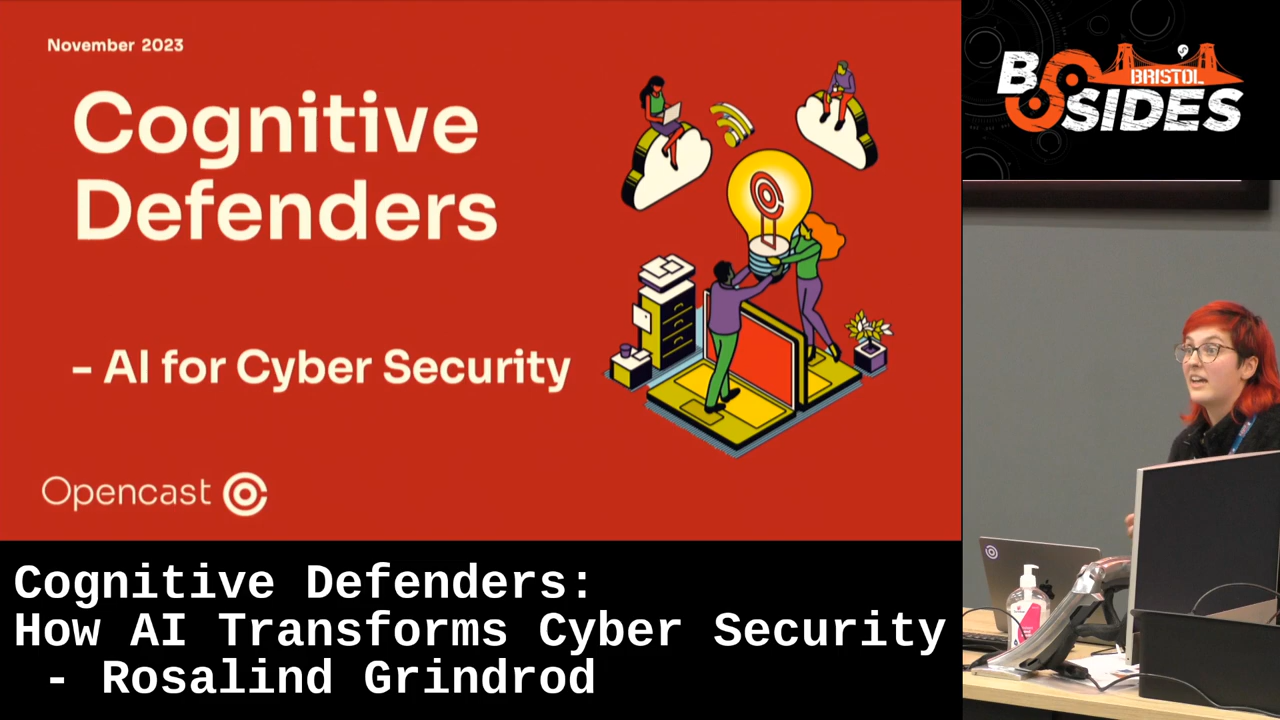 November 2023
Cognitive
Defenders
- AI for Cyber Security
Opencast
BSIDES
BRISTOL
Cognitive Defenders:
How AI Transforms Cyber Security
- Rosalind Grindrod